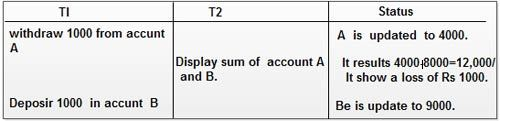 TI T2 Status
withdraw 1000 from accunt
A
A is updated to 4000.
Display sum of account A
and B.
It results 4000+8000=12,000/
It show a loss of Rs 1000.
Deposir 1000 in accunt B
Be is update to 9000.